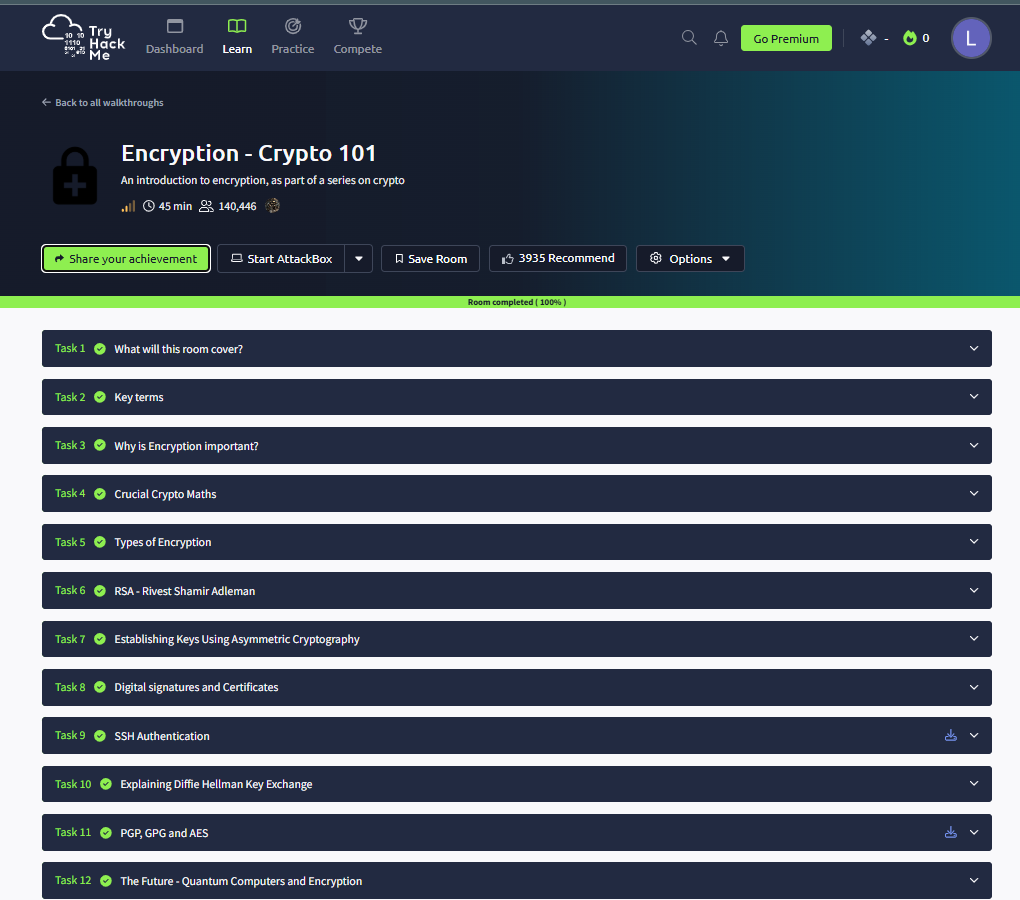 Try
Hack
Me
10 10
1110
0101 01
Dashboard
Learn
Practice
Compete
Go Premium
-
0
L
← Back to all walkthroughs
Encryption - Crypto 101
An introduction to encryption, as part of a series on crypto
45 min 140,446
Share your achievement
Start AttackBox
Save Room
3935 Recommend
Options
Room completed ( 100% )
Task 1 What will this room cover?
Task 2 Key terms
Task 3 Why is Encryption important?
Task 4 Crucial Crypto Maths
Task 5 Types of Encryption
Task 6 RSA - Rivest Shamir Adleman
Task 7 Establishing Keys Using Asymmetric Cryptography
Task 8 Digital signatures and Certificates
Task 9 SSH Authentication
Task 10 Explaining Diffie Hellman Key Exchange
Task 11 PGP, GPG and AES
Task 12 The Future - Quantum Computers and Encryption